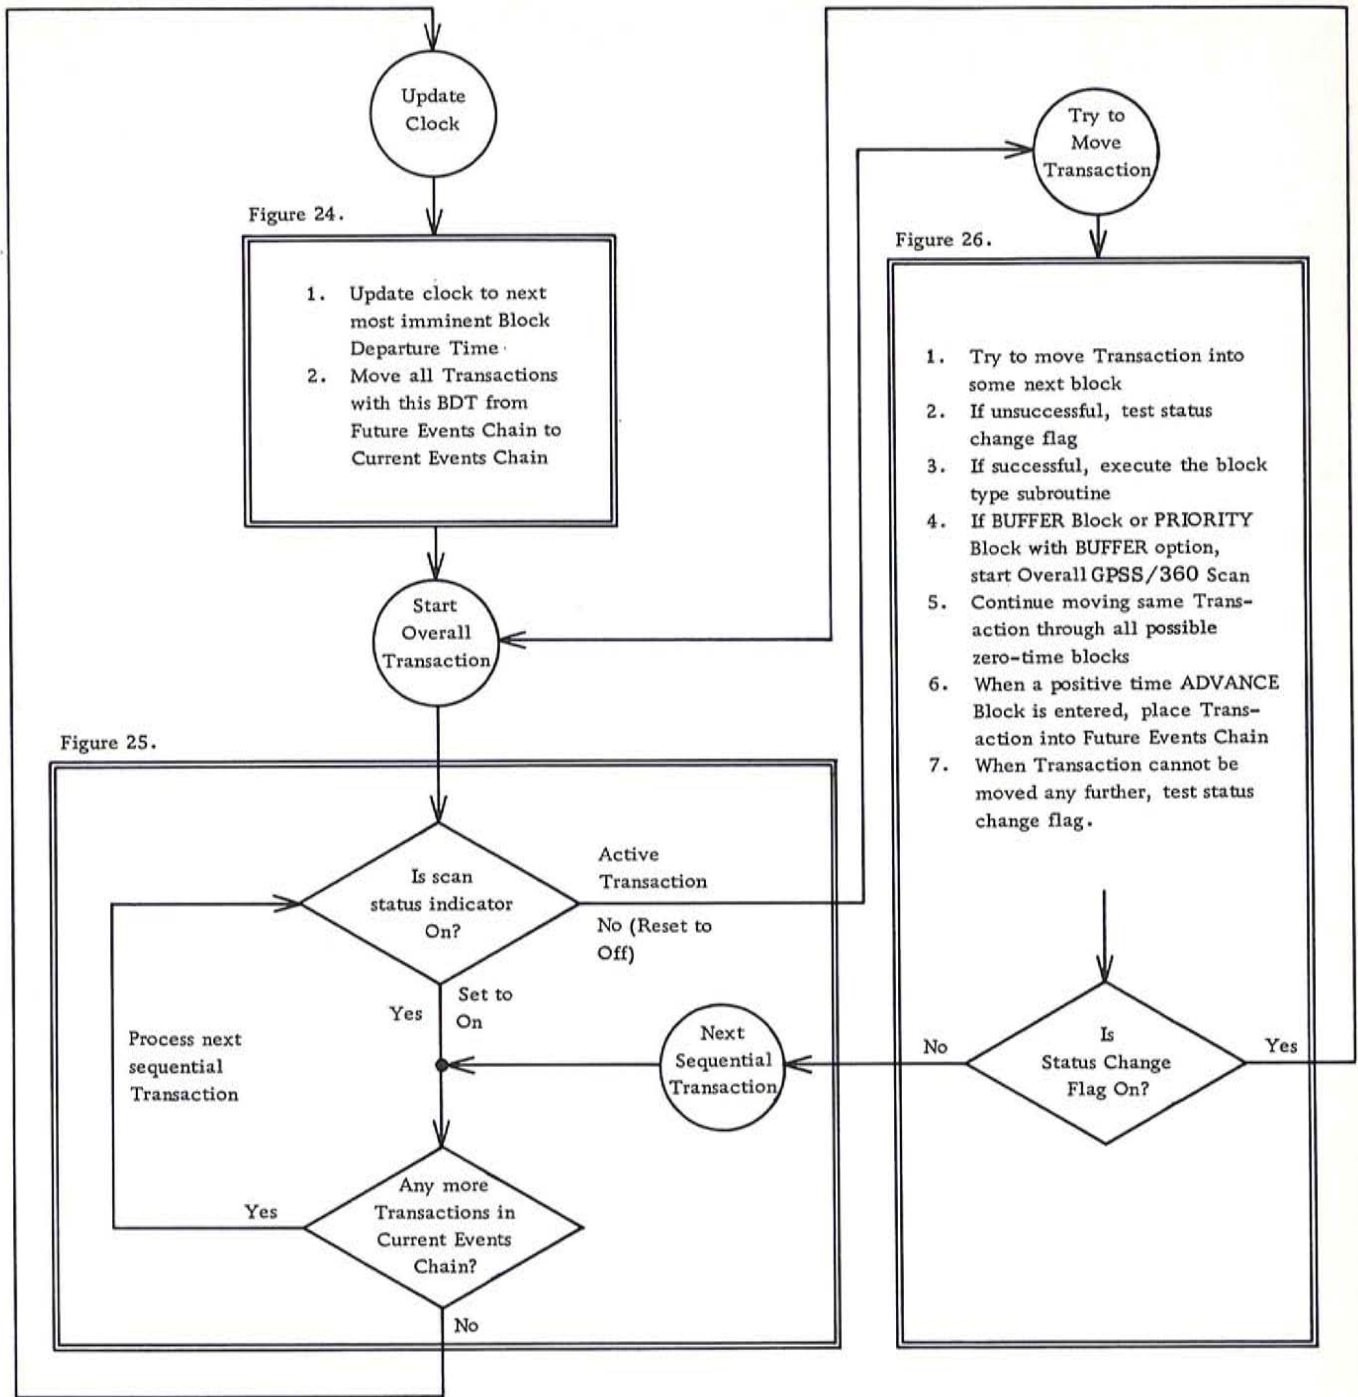 Update
Clock
Figure 24.
1. Update clock to next
most imminent Block
Departure Time
2. Move all Transactions
with this BDT from
Future Events Chain to
Current Events Chain
Start
Overall
Transaction
Figure 25.
Is scan
status indicator
On?
Active
Transaction
No (Reset to
Off)
Yes
Set to
On
Process next
sequential
Transaction
Next
Sequential
Transaction
Any more
Transactions in
Current Events
Chain?
Yes
No
Try to
Move
Transaction
Figure 26.
1. Try to move Transaction into
some next block
2. If unsuccessful, test status
change flag
3. If successful, execute the block
type subroutine
4. If BUFFER Block or PRIORITY
Block with BUFFER option,
start Overall GPSS/360 Scan
5. Continue moving same Trans-
action through all possible
zero-time blocks
6. When a positive time ADVANCE
Block is entered, place Trans-
action into Future Events Chain
7. When Transaction cannot be
moved any further, test status
change flag.
Is
Status Change
Flag On?
No
Yes